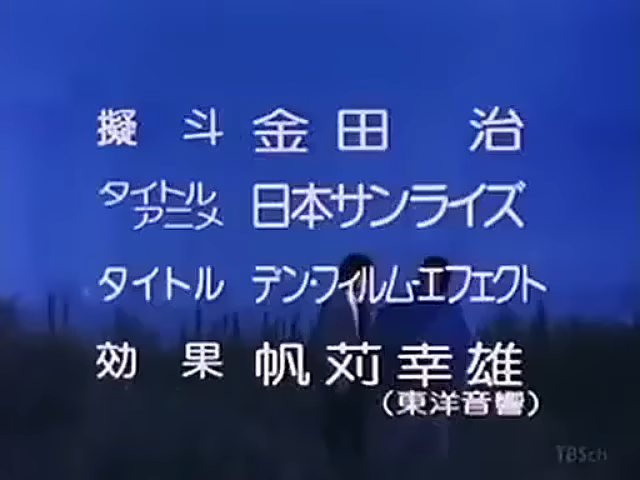 擬斗 金田 治
タイトルアニメ 日本サンライズ
タイトル デン・フィルム・エフェクト
効果 帆苅幸雄
(東洋音響)
TBSch